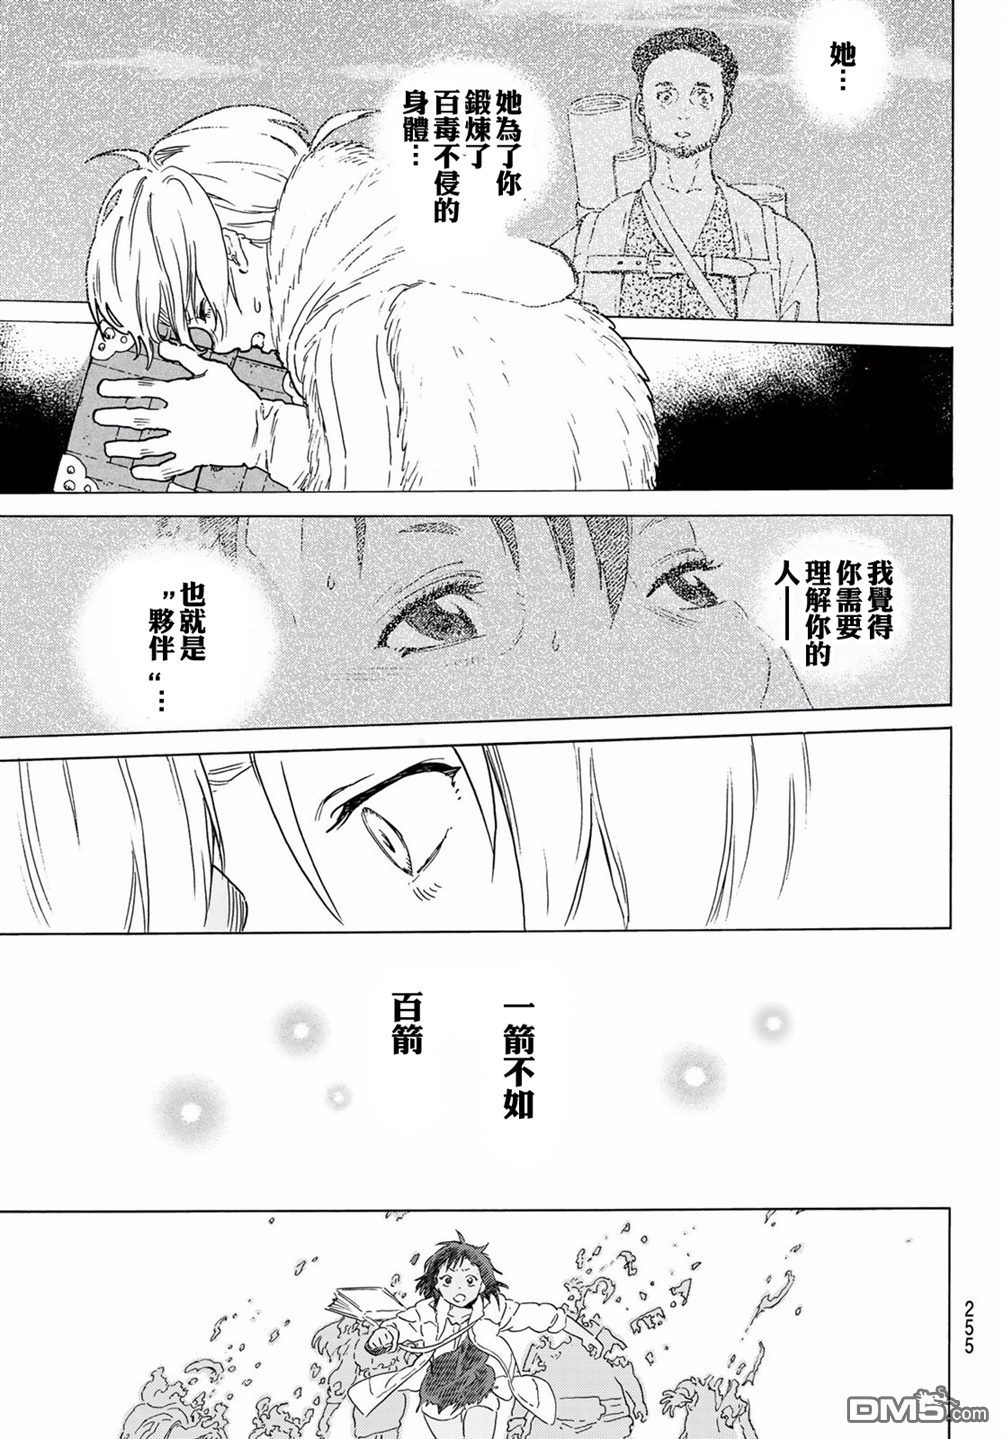 她…
她為了你
鍛煉了
百毒不侵的
身體…
我覺得
你需要
理解你的
人——
也就是
”夥伴“…
一箭不如
百箭
255
DM5.com